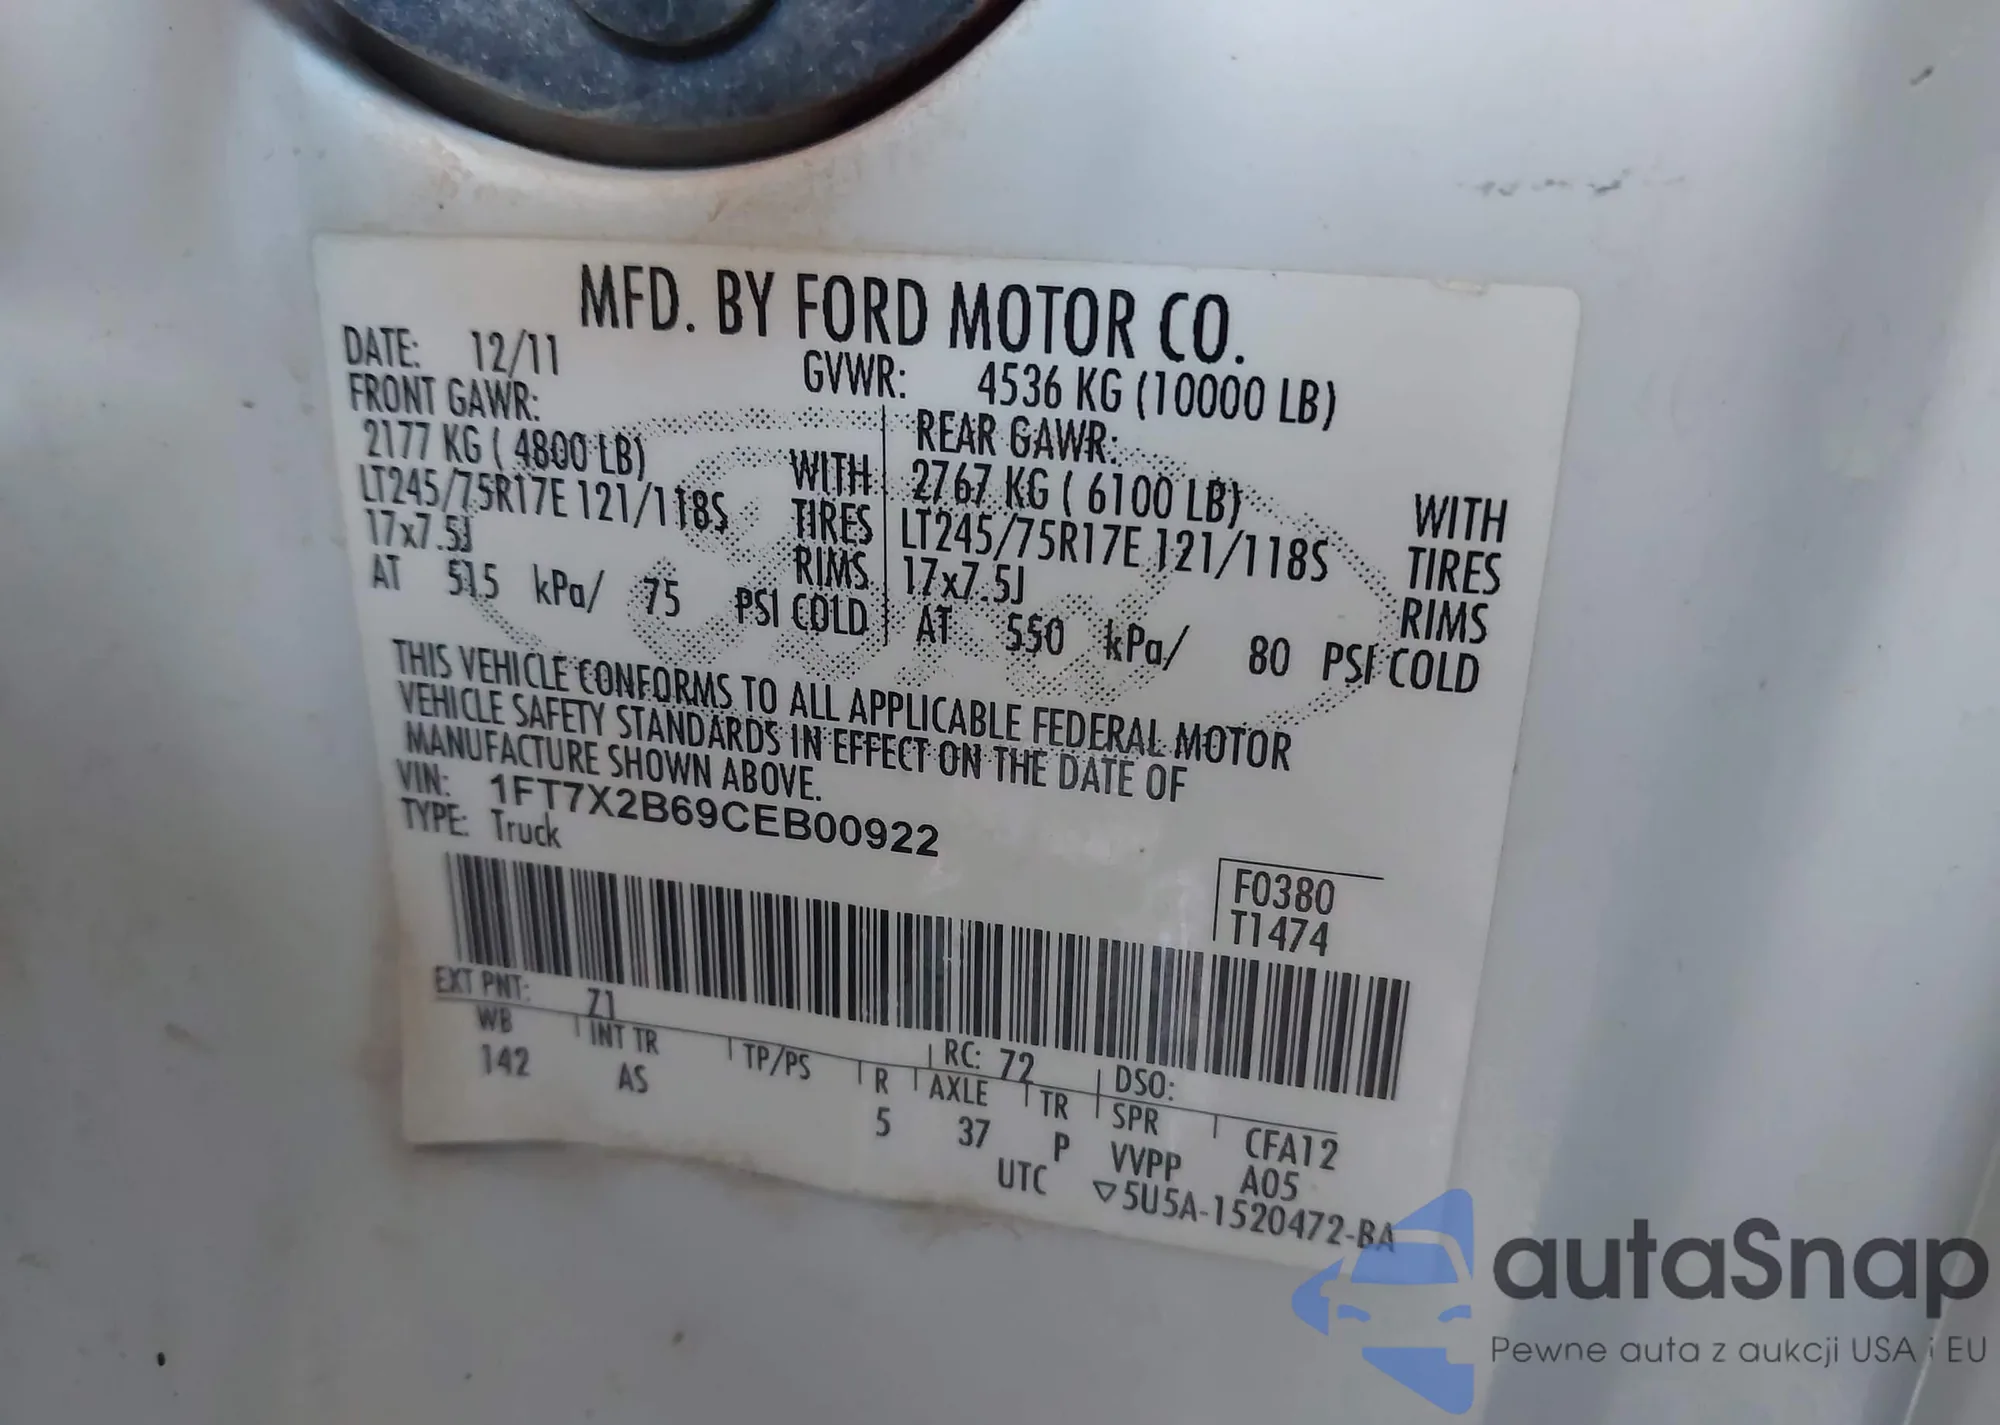 MFD. BY FORD MOTOR CO.
DATE: 12/11 GVWR: 4536 KG (10000 LB)
FRONT GAWR: REAR GAWR:
2177 KG ( 4800 LB) WITH 2767 KG ( 6100 LB) WITH
LT245/75R17E 121/118S TIRES LT245/75R17E 121/118S TIRES
17x7.5J RIMS 17x7.5J RIMS
AT 515 kPa/ 75 PSI COLD AT 550 kPa/ 80 PSI COLD
THIS VEHICLE CONFORMS TO ALL APPLICABLE FEDERAL MOTOR
VEHICLE SAFETY STANDARDS IN EFFECT ON THE DATE OF
MANUFACTURE SHOWN ABOVE.
VIN: 1FT7X2B69CEB00922
TYPE: Truck
F0380
T1474
EXT PNT: Z1 RC: 72 DSO:
WB INT TR TP/PS R AXLE TR SPR CFA12
142 AS 5 37 P VVPP A05
UTC ▽5U5A-1520472-BA
autaSnap
Pewne auta z aukcji USA i EU